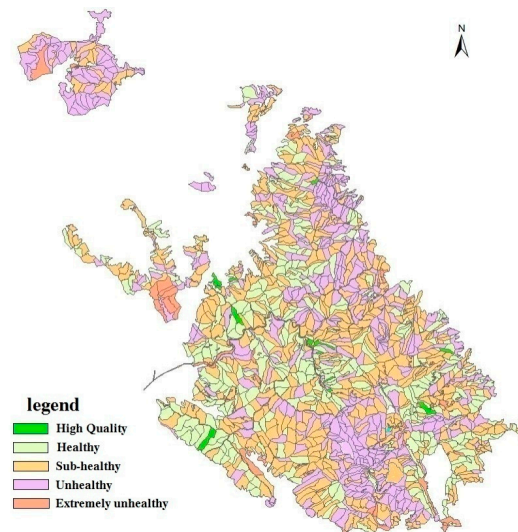 N
legend
High Quality
Healthy
Sub-healthy
Unhealthy
Extremely unhealthy